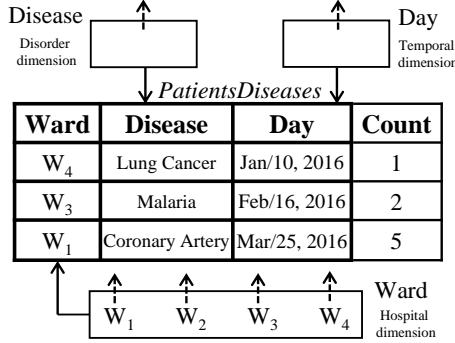 Disease
Disorder
dimension
Day
Temporal
dimension
PatientsDiseases
Ward Disease Day Count
W4 Lung Cancer Jan/10, 2016 1
W3 Malaria Feb/16, 2016 2
W1 Coronary Artery Mar/25, 2016 5
W1 W2 W3 W4
Ward
Hospital
dimension